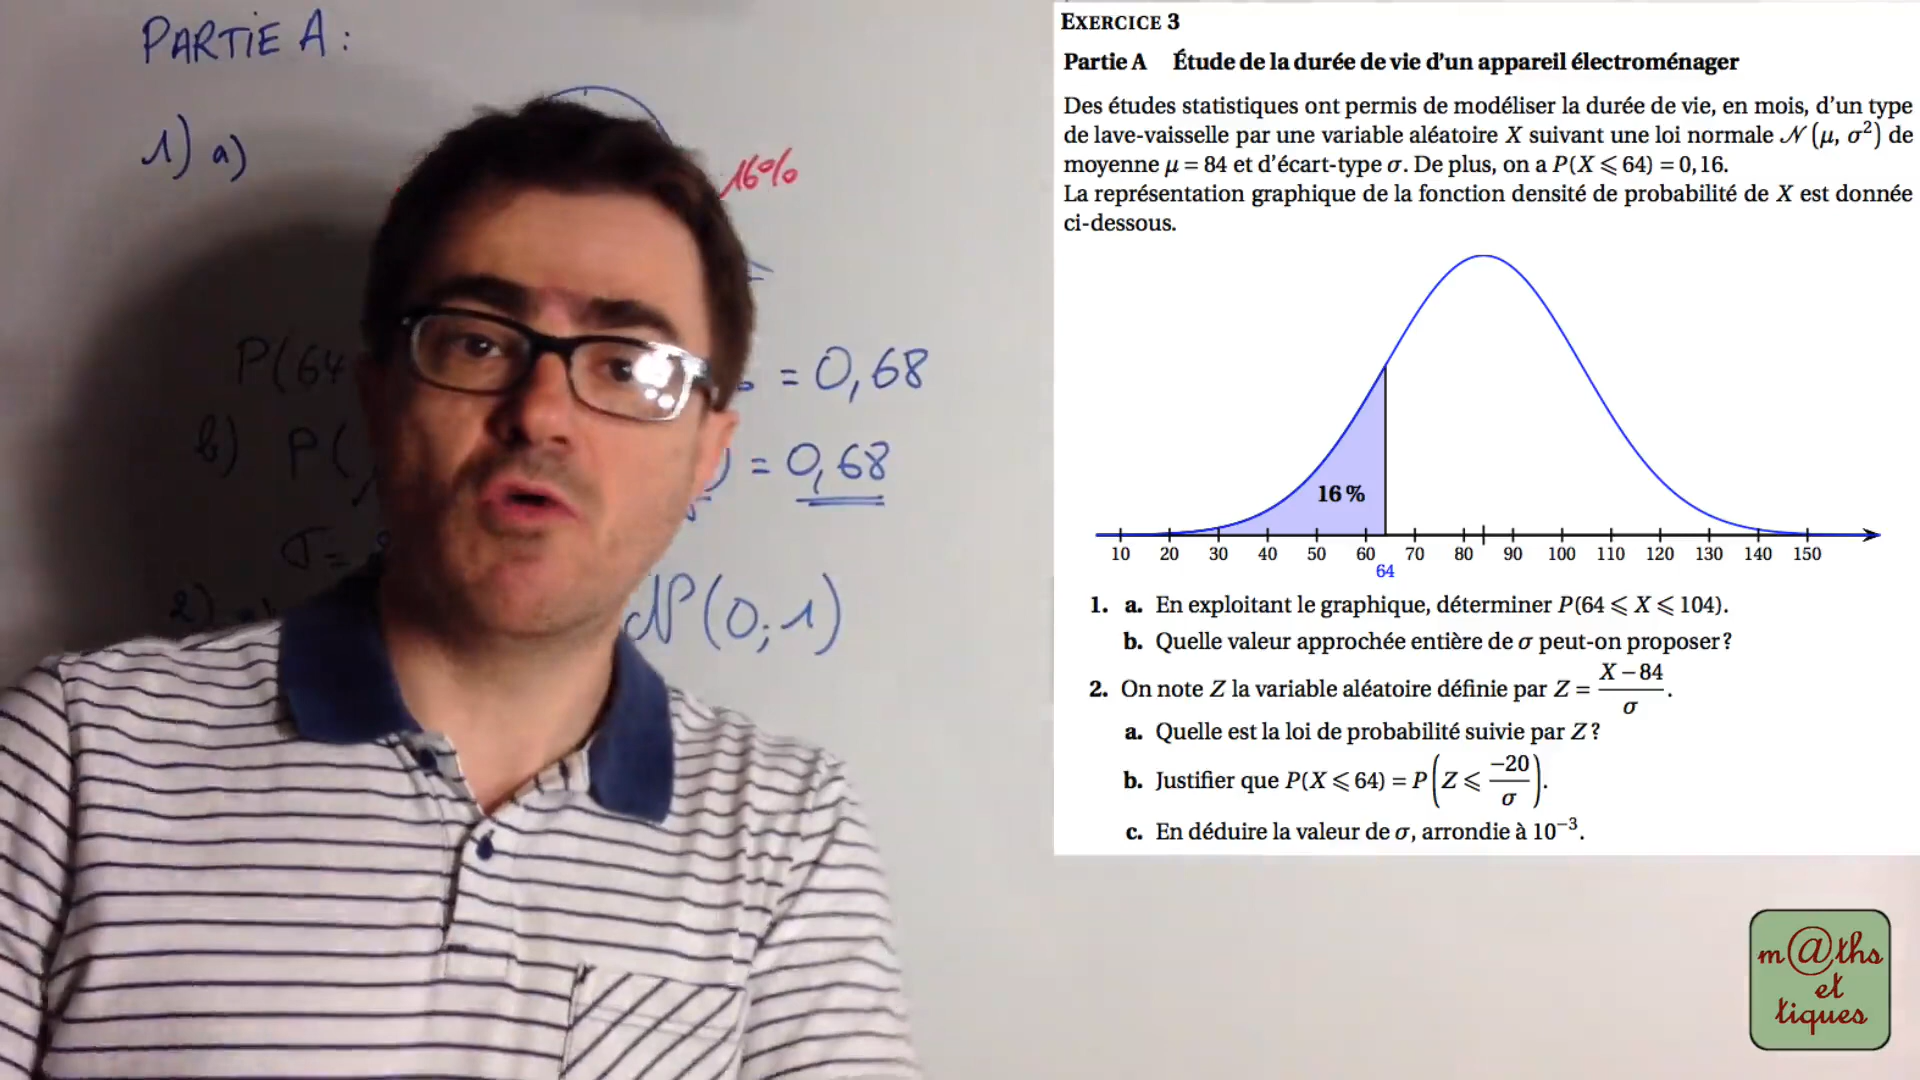 PARTIE A :
1) a)
16%
P(64 = 0,68
b) P( ) = 0,68
σ=
2) N(0;1)
EXERCICE 3
Partie A Étude de la durée de vie d'un appareil électroménager
Des études statistiques ont permis de modéliser la durée de vie, en mois, d'un type
de lave-vaisselle par une variable aléatoire X suivant une loi normale 𝒩(μ, σ²) de
moyenne μ = 84 et d'écart-type σ. De plus, on a P(X ⩽ 64) = 0,16.
La représentation graphique de la fonction densité de probabilité de X est donnée
ci-dessous.
16 %
10 20 30 40 50 60 70 80 90 100 110 120 130 140 150
64
1. a. En exploitant le graphique, déterminer P(64 ⩽ X ⩽ 104).
b. Quelle valeur approchée entière de σ peut-on proposer ?
2. On note Z la variable aléatoire définie par Z = (X − 84)/σ.
a. Quelle est la loi de probabilité suivie par Z ?
b. Justifier que P(X ⩽ 64) = P(Z ⩽ −20/σ).
c. En déduire la valeur de σ, arrondie à 10⁻³.
m@ths
et
tiques